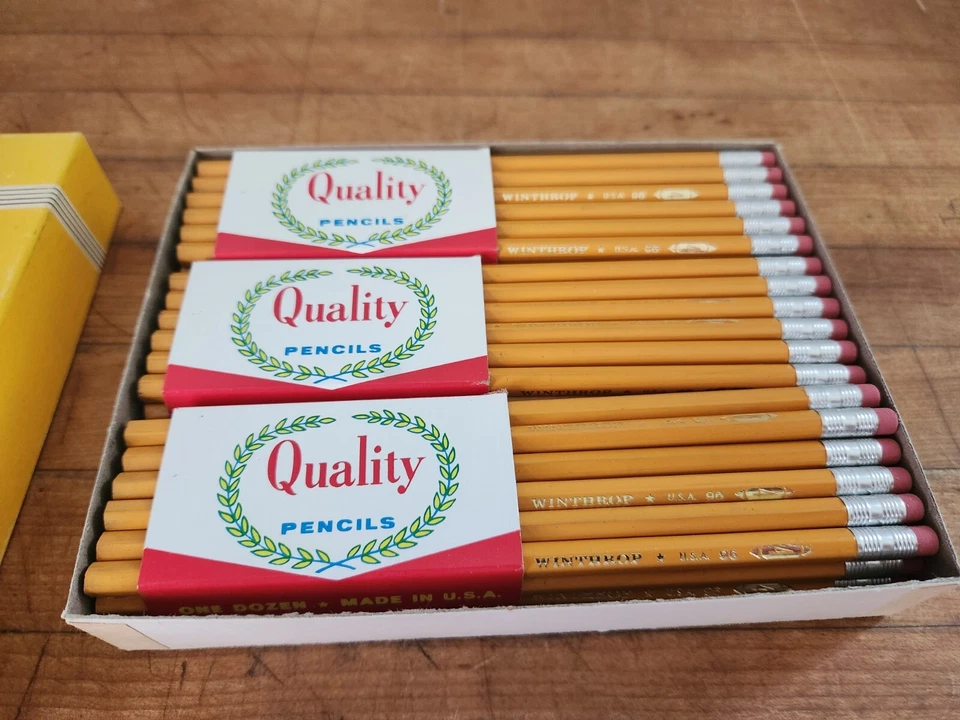 Quality
PENCILS
WINTHROP ★ U.S.A. 96
WINTHROP ★ U.S.A. 96
Quality
PENCILS
Quality
PENCILS
WINTHROP ★ U.S.A. 96
WINTHROP ★ U.S.A. 96
ONE DOZEN ★ MADE IN U.S.A.